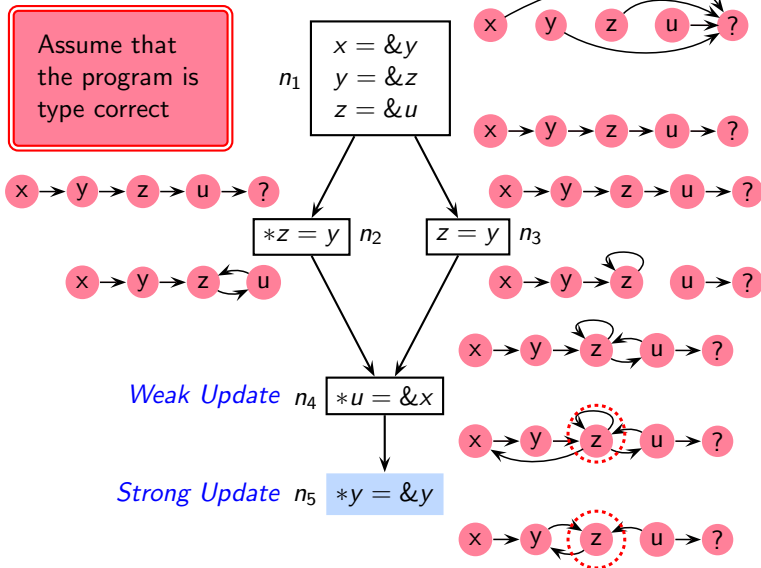 x y z u ?
Assume that
the program is
type correct
n1
x = &y
y = &z
z = &u
x y z u ?
x y z u ?
x y z u ?
*z = y n2
z = y n3
x y z u
x y z u ?
x y z u ?
Weak Update n4 *u = &x
x y z u ?
Strong Update n5 *y = &y
x y z u ?